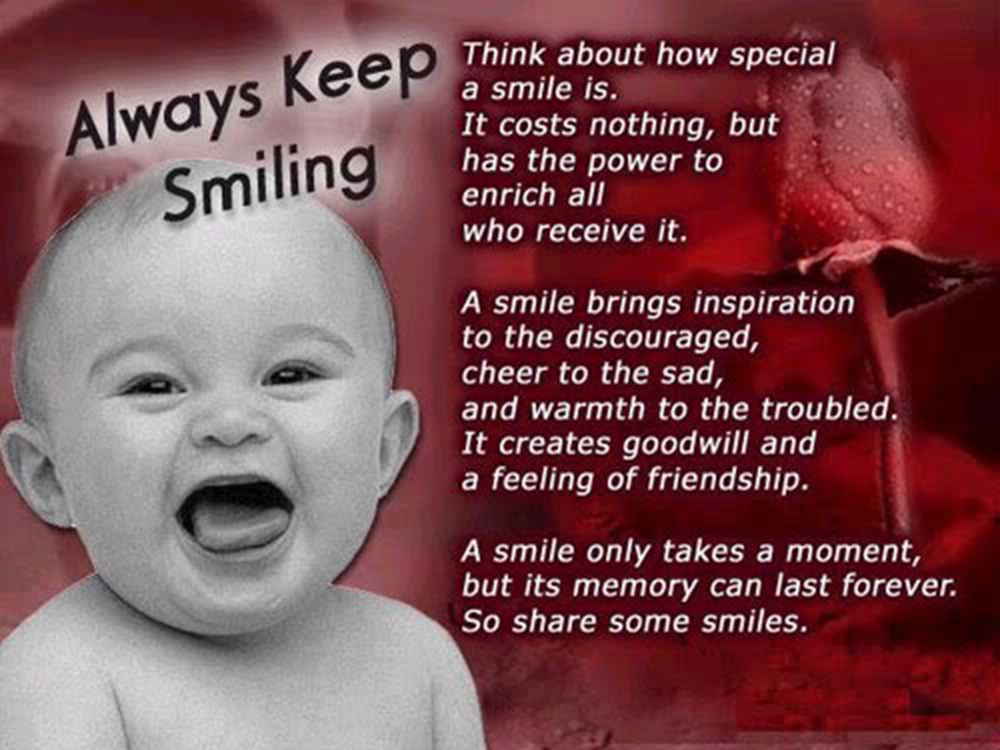 Always Keep
Smiling
Think about how special
a smile is.
It costs nothing, but
has the power to
enrich all
who receive it.
A smile brings inspiration
to the discouraged,
cheer to the sad,
and warmth to the troubled.
It creates goodwill and
a feeling of friendship.
A smile only takes a moment,
but its memory can last forever.
So share some smiles.